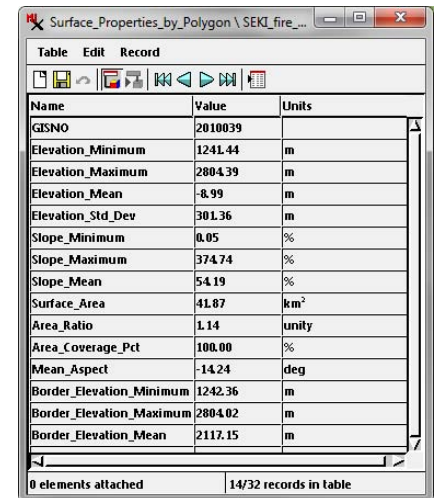 Surface_Properties_by_Polygon \ SEKI_fire_...
Table Edit Record
Name Value Units
GISNO 2010039
Elevation_Minimum 1241.44 m
Elevation_Maximum 2804.39 m
Elevation_Mean -8.99 m
Elevation_Std_Dev 301.36 m
Slope_Minimum 0.05 %
Slope_Maximum 374.74 %
Slope_Mean 54.19 %
Surface_Area 41.87 km²
Area_Ratio 1.14 unity
Area_Coverage_Pct 100.00 %
Mean_Aspect -14.24 deg
Border_Elevation_Minimum 1242.36 m
Border_Elevation_Maximum 2804.02 m
Border_Elevation_Mean 2117.15 m
0 elements attached 14/32 records in table